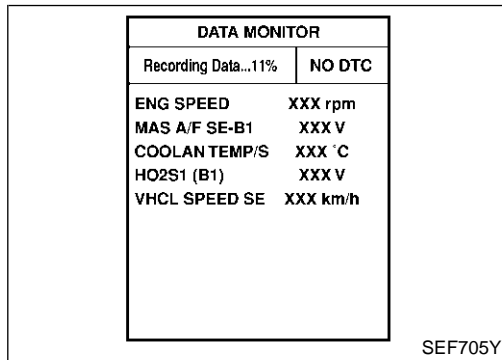 DATA MONITOR
Recording Data...11% NO DTC
ENG SPEED XXX rpm
MAS A/F SE-B1 XXX V
COOLAN TEMP/S XXX °C
HO2S1 (B1) XXX V
VHCL SPEED SE XXX km/h
SEF705Y